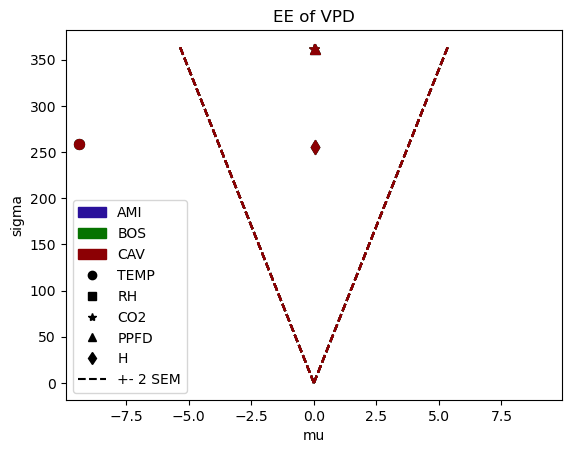 EE of VPD
350
300
250
200
150
100
50
0
sigma
AMI
BOS
CAV
TEMP
RH
CO2
PPFD
H
+- 2 SEM
−7.5 −5.0 −2.5 0.0 2.5 5.0 7.5
mu